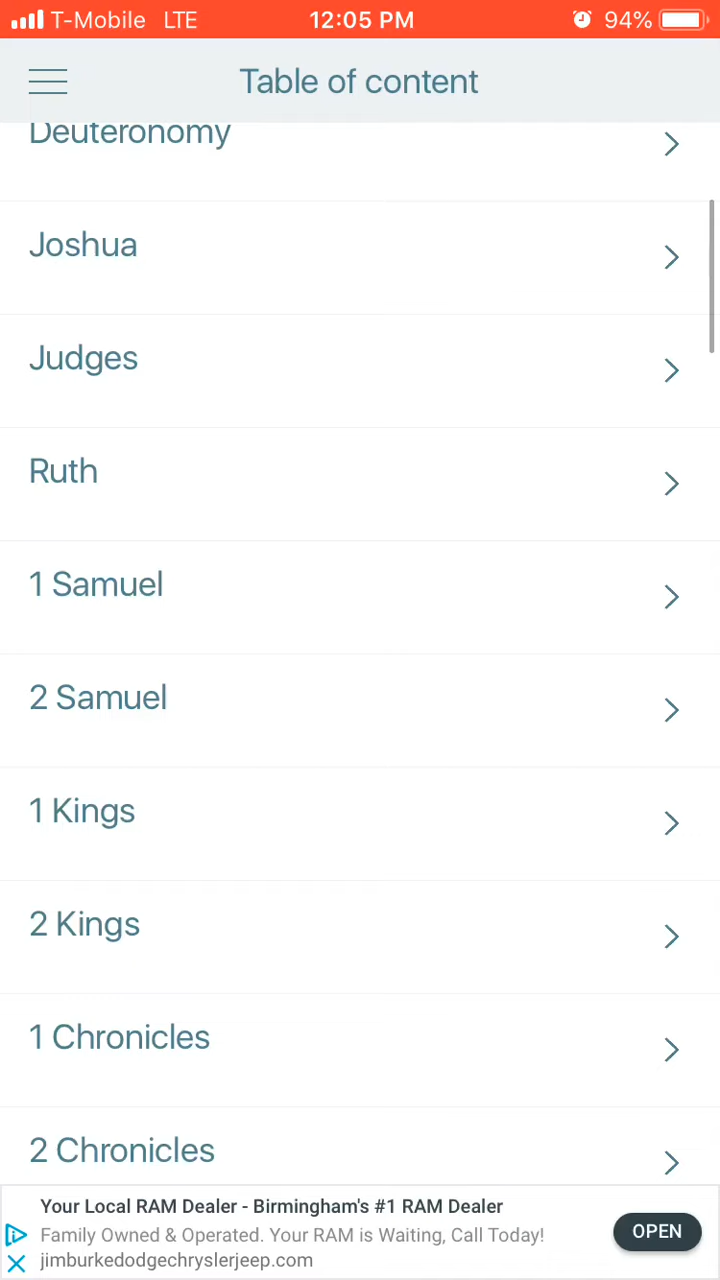 T-Mobile LTE 12:05 PM 94%
Table of content
Deuteronomy
Joshua
Judges
Ruth
1 Samuel
2 Samuel
1 Kings
2 Kings
1 Chronicles
2 Chronicles
Your Local RAM Dealer - Birmingham's #1 RAM Dealer
Family Owned & Operated. Your RAM is Waiting, Call Today!
jimburkedodgechryslerjeep.com
OPEN